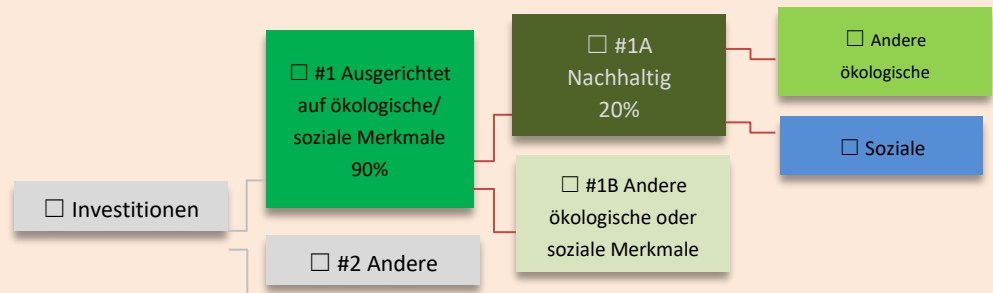 ☐ Investitionen
☐ #1 Ausgerichtet
auf ökologische/
soziale Merkmale
90%
☐ #2 Andere
☐ #1A
Nachhaltig
20%
☐ #1B Andere
ökologische oder
soziale Merkmale
☐ Andere
ökologische
☐ Soziale